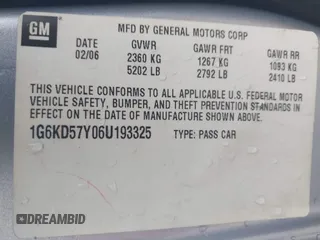 GM
MFD BY GENERAL MOTORS CORP
DATE GVWR GAWR FRT GAWR RR
02/06 2360 KG 1267 KG 1093 KG
5202 LB 2792 LB 2410 LB
THIS VEHICLE CONFORMS TO ALL APPLICABLE U.S. FEDERAL MOTOR
VEHICLE SAFETY, BUMPER, AND THEFT PREVENTION STANDARDS
IN EFFECT ON THE DATE OF MANUFACTURE SHOWN ABOVE.
1G6KD57Y06U193325 TYPE: PASS CAR
DREAMBID